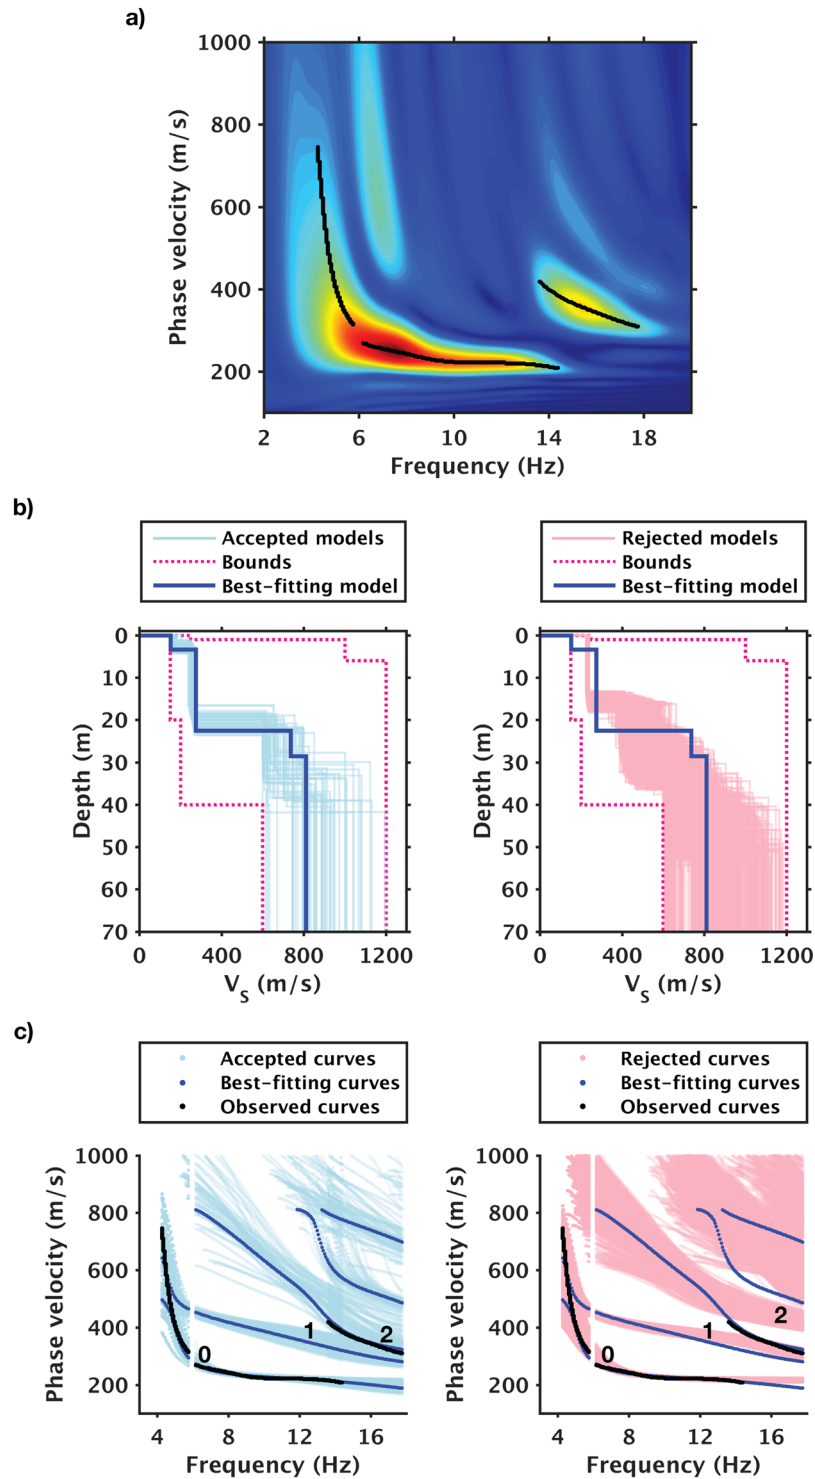 a)
Phase velocity (m/s)
1000
800
600
400
200
2 6 10 14 18
Frequency (Hz)
b)
Accepted models
Bounds
Best-fitting model
Rejected models
Bounds
Best-fitting model
Depth (m)
0
10
20
30
40
50
60
70
0 400 800 1200
VS (m/s)
Depth (m)
0
10
20
30
40
50
60
70
0 400 800 1200
VS (m/s)
c)
Accepted curves
Best-fitting curves
Observed curves
Rejected curves
Best-fitting curves
Observed curves
Phase velocity (m/s)
1000
800
600
400
200
0 1 2
4 8 12 16
Frequency (Hz)
Phase velocity (m/s)
1000
800
600
400
200
0 1 2
4 8 12 16
Frequency (Hz)